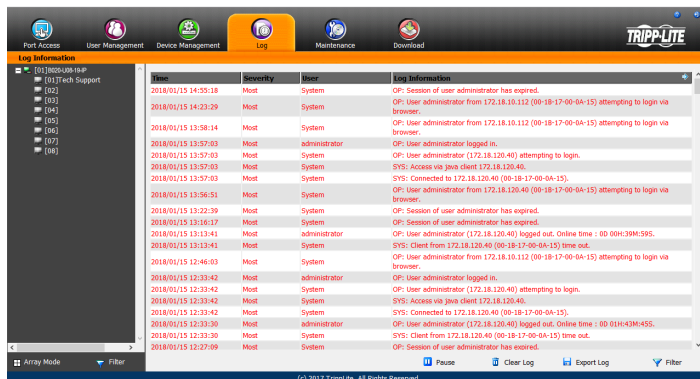 Port Access User Management Device Management Log Maintenance Download TRIPP·LITE
Log Information
[01]B020-U08-19-IP
[01]Tech Support
[02]
[03]
[04]
[05]
[06]
[07]
[08]
Time Severity User Log Information
2018/01/15 14:55:18 Most System OP: Session of user administrator has expired.
2018/01/15 14:23:29 Most System OP: User administrator from 172.18.10.112 (00-1B-17-00-0A-15) attempting to login via
browser.
2018/01/15 13:58:14 Most System OP: User administrator from 172.18.10.112 (00-1B-17-00-0A-15) attempting to login via
browser.
2018/01/15 13:57:03 Most administrator OP: User administrator logged in.
2018/01/15 13:57:03 Most System OP: User administrator (172.18.120.40) attempting to login.
2018/01/15 13:57:03 Most System SYS: Access via java client 172.18.120.40.
2018/01/15 13:57:03 Most System SYS: Connected to 172.18.120.40 (00-1B-17-00-0A-15).
2018/01/15 13:56:51 Most System OP: User administrator from 172.18.120.40 (00-1B-17-00-0A-15) attempting to login via
browser.
2018/01/15 13:22:39 Most System OP: Session of user administrator has expired.
2018/01/15 13:16:17 Most System OP: Session of user administrator has expired.
2018/01/15 13:13:41 Most administrator OP: User administrator (172.18.120.40) logged out. Online time : 0D 00H:39M:59S.
2018/01/15 13:13:41 Most System SYS: Client from 172.18.120.40 (00-1B-17-00-0A-15) time out.
2018/01/15 12:46:03 Most System OP: User administrator from 172.18.10.112 (00-1B-17-00-0A-15) attempting to login via
browser.
2018/01/15 12:33:42 Most administrator OP: User administrator logged in.
2018/01/15 12:33:42 Most System OP: User administrator (172.18.120.40) attempting to login.
2018/01/15 12:33:42 Most System SYS: Access via java client 172.18.120.40.
2018/01/15 12:33:42 Most System SYS: Connected to 172.18.120.40 (00-1B-17-00-0A-15).
2018/01/15 12:33:30 Most administrator OP: User administrator (172.18.120.40) logged out. Online time : 0D 01H:43M:45S.
2018/01/15 12:33:30 Most System SYS: Client from 172.18.120.40 (00-1B-17-00-0A-15) time out.
2018/01/15 12:27:09 Most System OP: Session of user administrator has expired.
Array Mode Filter Pause Clear Log Export Log Filter
(c) 2017 TrippLite. All Rights Reserved.